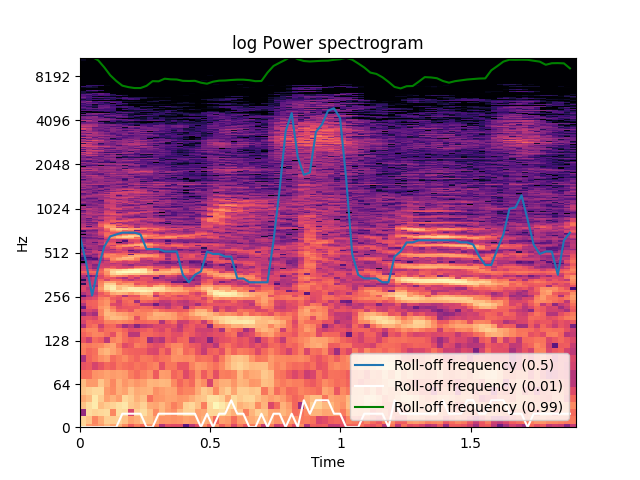 log Power spectrogram
8192
4096
2048
1024
512
256
128
64
0
Hz
0
0.5
1
1.5
Time
Roll-off frequency (0.5)
Roll-off frequency (0.01)
Roll-off frequency (0.99)